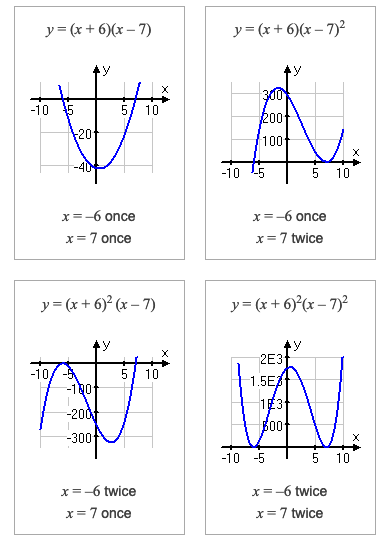 y = (x + 6)(x – 7)
y
x
-10 -5 5 10
-20
-40
x = –6 once
x = 7 once
y = (x + 6)(x – 7)²
y
300
200
100
x
-10 -5 5 10
x = –6 once
x = 7 twice
y = (x + 6)² (x – 7)
y
x
-10 -5 5 10
-100
-200
-300
x = –6 twice
x = 7 once
y = (x + 6)²(x – 7)²
y
2E3
1.5E3
1E3
500
x
-10 -5 5 10
x = –6 twice
x = 7 twice